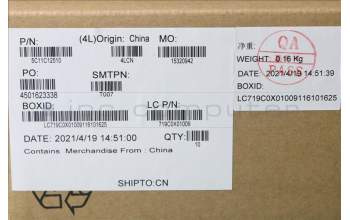 P/N: (4L)Origin: China MO:
5C11C12510 4LCN 15320942
PO: SMTPN:
4501623338 T007
BOXID: LC P/N:
LC719C0X01009116101625 719C0X01009
DATE: 2021/4/19 14:51:00 QTY:
10
Contains Merchandise From : China
SHIPTO:CN
净重:
QA
PASS
WEIGHT: 0.16 Kg
DATE: 2021/4/19 14:51:39
BOXID:
LC719C0X01009116101625